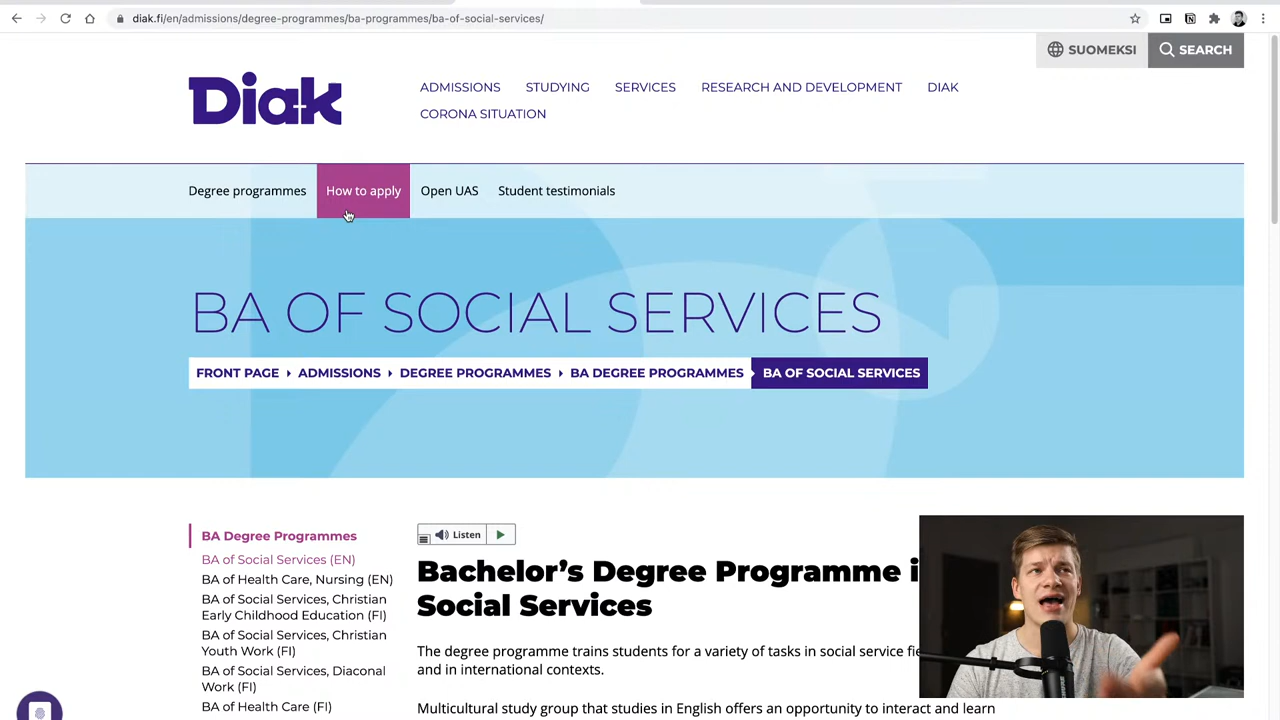 diak.fi/en/admissions/degree-programmes/ba-programmes/ba-of-social-services/
SUOMEKSI
SEARCH
Diak
ADMISSIONS STUDYING SERVICES RESEARCH AND DEVELOPMENT DIAK
CORONA SITUATION
Degree programmes How to apply Open UAS Student testimonials
BA OF SOCIAL SERVICES
FRONT PAGE ADMISSIONS DEGREE PROGRAMMES BA DEGREE PROGRAMMES BA OF SOCIAL SERVICES
BA Degree Programmes
BA of Social Services (EN)
BA of Health Care, Nursing (EN)
BA of Social Services, Christian
Early Childhood Education (FI)
BA of Social Services, Christian
Youth Work (FI)
BA of Social Services, Diaconal
Work (FI)
BA of Health Care (FI)
Listen
Bachelor's Degree Programme i
Social Services
The degree programme trains students for a variety of tasks in social service fie
and in international contexts.
Multicultural study group that studies in English offers an opportunity to interact and learn